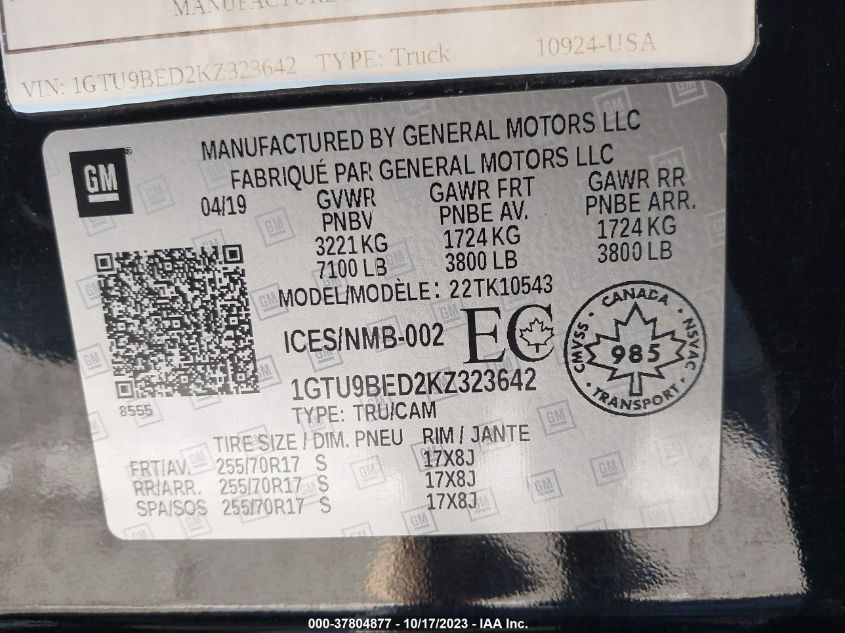 MANUFACTURE
VIN: 1GTU9BED2KZ323642 TYPE: Truck 10924-USA
MANUFACTURED BY GENERAL MOTORS LLC
FABRIQUÉ PAR GENERAL MOTORS LLC
GM
04/19
GVWR
PNBV
3221 KG
7100 LB
GAWR FRT
PNBE AV.
1724 KG
3800 LB
GAWR RR
PNBE ARR.
1724 KG
3800 LB
MODEL/MODÈLE: 22TK10543
ICES/NMB-002 EC
CANADA
CMVSS 985 NSVAC
TRANSPORT
8555
1GTU9BED2KZ323642
TYPE: TRU/CAM
TIRE SIZE / DIM. PNEU RIM / JANTE
FRT/AV. 255/70R17 S 17X8J
RR/ARR. 255/70R17 S 17X8J
SPA/SOS 255/70R17 S 17X8J
000-37804877 - 10/17/2023 - IAA Inc.